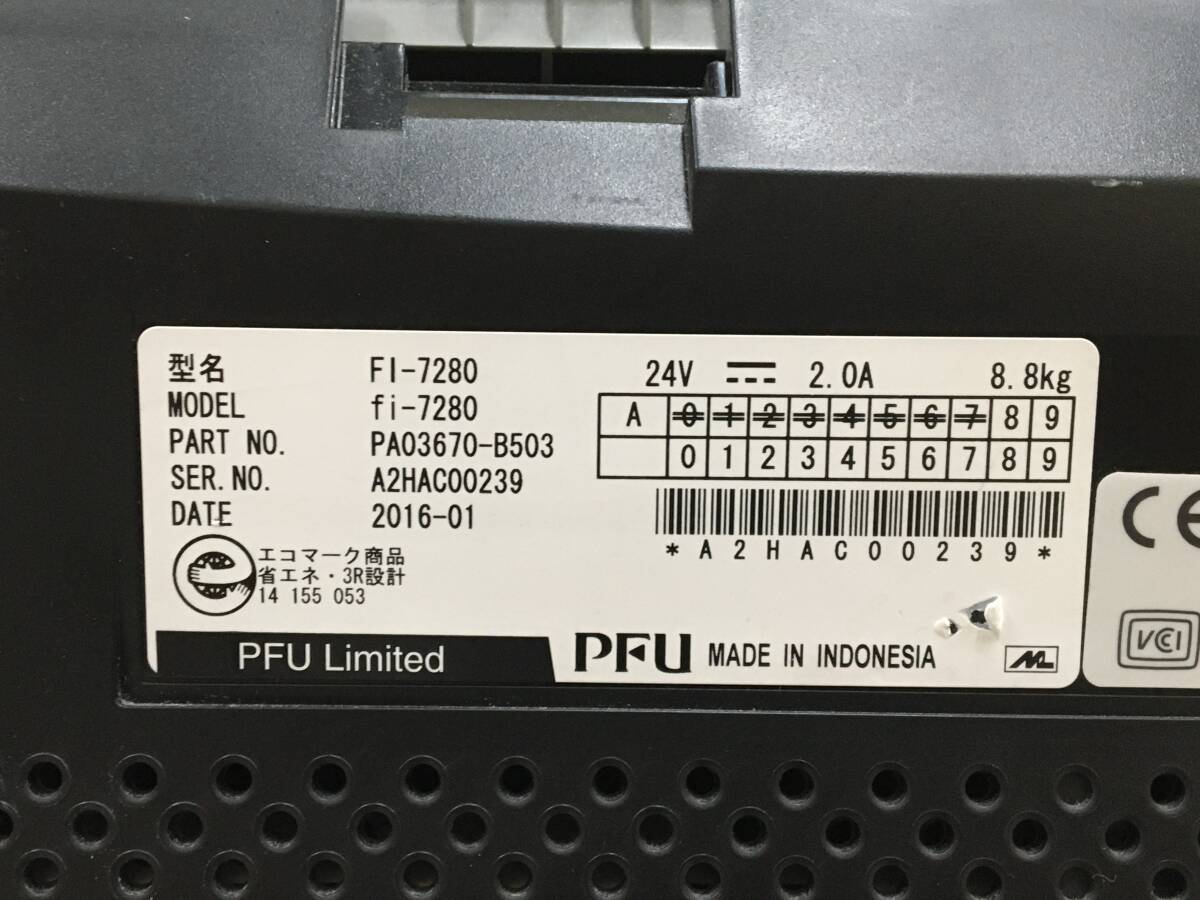 型名 FI-7280
MODEL fi-7280
PART NO. PA03670-B503
SER.NO. A2HAC00239
DATE 2016-01
24V 2.0A 8.8kg
A 0 1 2 3 4 5 6 7 8 9
0 1 2 3 4 5 6 7 8 9
*A2HAC00239*
エコマーク商品
省エネ・3R設計
14 155 053
PFU Limited
PFU MADE IN INDONESIA
CE
VCCI